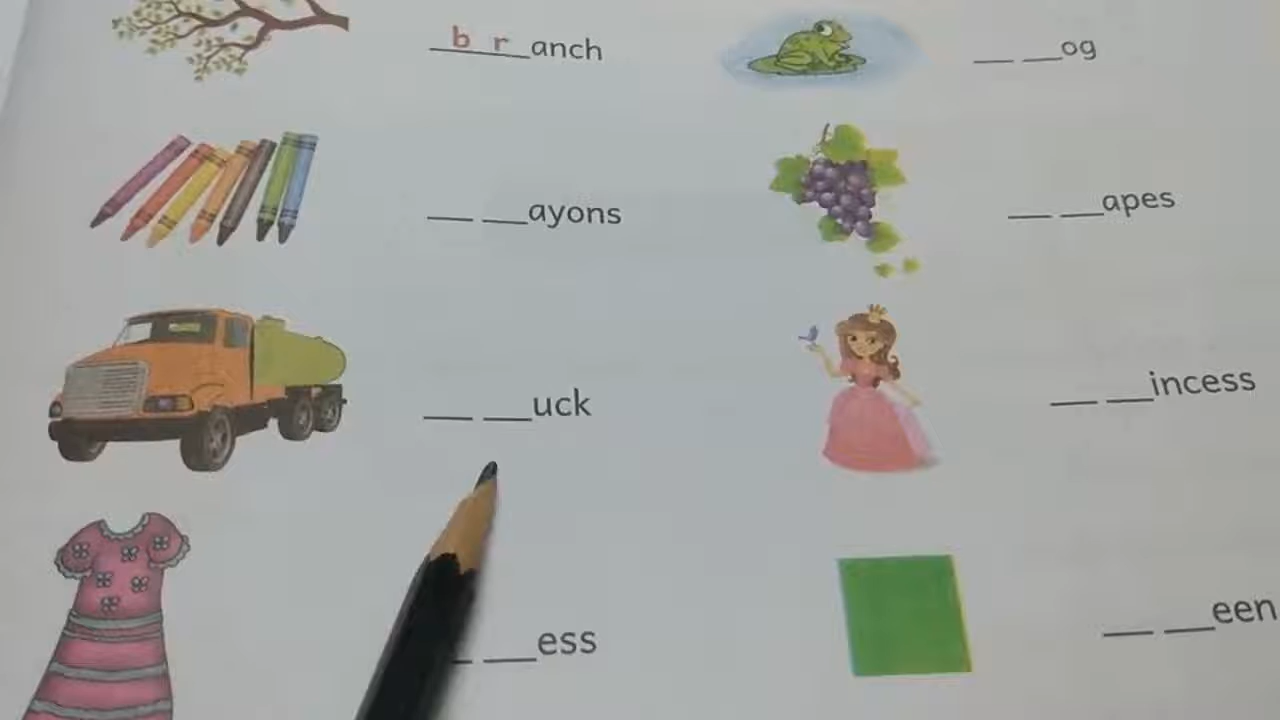 b r anch
__ __og
__ __ayons
__ __apes
__ __uck
__ __incess
__ __ess
__ __een